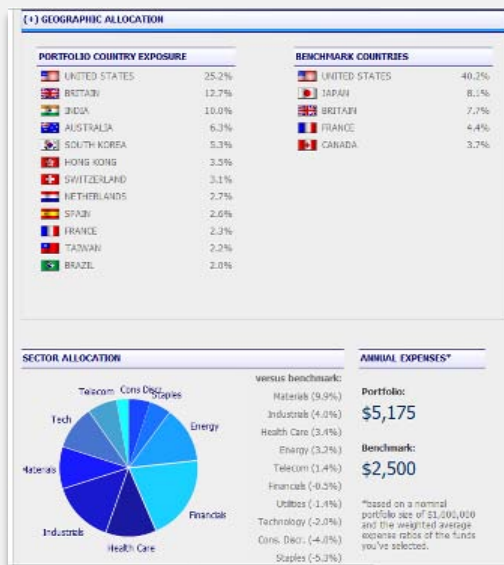 (+) GEOGRAPHIC ALLOCATION
PORTFOLIO COUNTRY EXPOSURE
UNITED STATES 25.2%
BRITAIN 12.7%
INDIA 10.0%
AUSTRALIA 6.3%
SOUTH KOREA 5.3%
HONG KONG 3.5%
SWITZERLAND 3.1%
NETHERLANDS 2.7%
SPAIN 2.6%
FRANCE 2.3%
TAIWAN 2.2%
BRAZIL 2.0%
BENCHMARK COUNTRIES
UNITED STATES 40.2%
JAPAN 8.1%
BRITAIN 7.7%
FRANCE 4.4%
CANADA 3.7%
SECTOR ALLOCATION
Telecom
Cons Discr.
Staples
Energy
Financials
Health Care
Industrials
Materials
Tech
versus benchmark:
Materials (9.9%)
Industrials (4.0%)
Health Care (3.4%)
Energy (3.2%)
Telecom (1.4%)
Financials (-0.5%)
Utilities (-1.4%)
Technology (-2.0%)
Cons. Discr. (-4.0%)
Staples (-5.3%)
ANNUAL EXPENSES*
Portfolio:
$5,175
Benchmark:
$2,500
*based on a nominal
portfolio size of $1,000,000
and the weighted average
expense ratios of the funds
you've selected.